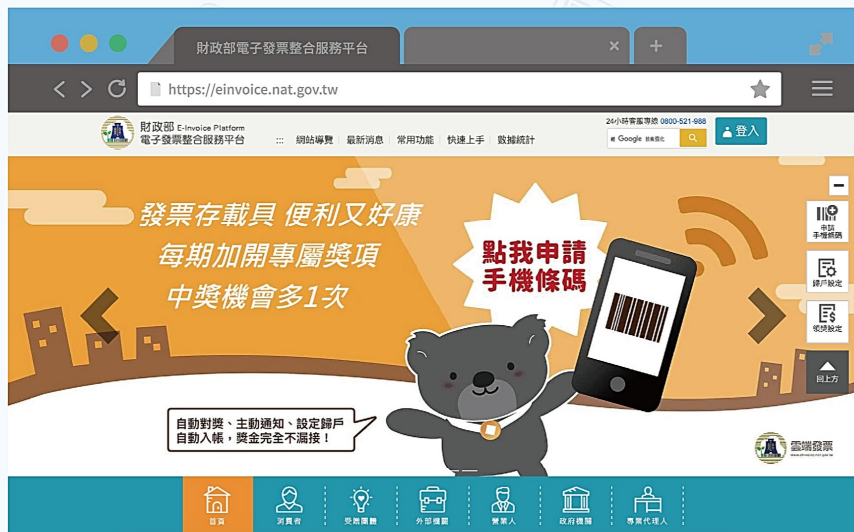 財政部電子發票整合服務平台
https://einvoice.nat.gov.tw
財政部 E-Invoice Platform
電子發票整合服務平台
::: 網站導覽 最新消息 常用功能 快速上手 數據統計
24小時客服專線 0800-521-988
Google
登入
發票存載具 便利又好康
每期加開專屬獎項
中獎機會多1次
點我申請
手機條碼
申請
手機條碼
歸戶設定
領獎設定
回上方
自動對獎、主動通知、設定歸戶
自動入帳,獎金完全不漏接!
雲端發票
www.einvoice.nat.gov.tw
首頁 消費者 受贈團體 外部機關 營業人 政府機關 專業代理人